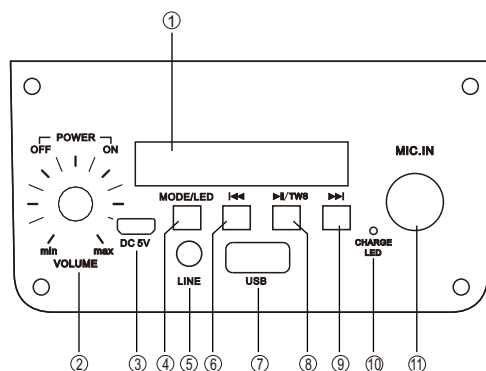 ①
POWER
OFF ON
MIC.IN
MODE/LED ⏮ ⏯/TWS ⏭
DC 5V
min max
VOLUME
LINE
USB
CHARGE
LED
② ③ ④ ⑤ ⑥ ⑦ ⑧ ⑨ ⑩ ⑪